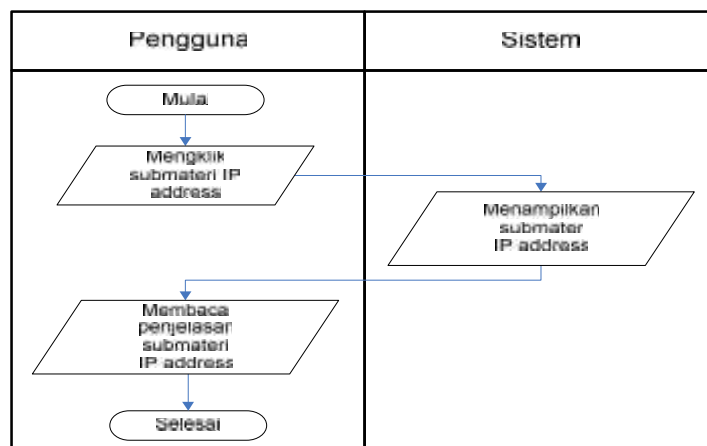 Pengguna
Sistem
Mula
Mengklik
submateri IP
address
Menampilkan
submater
IP address
Membaca
penjelasan
submateri
IP address
Selesai